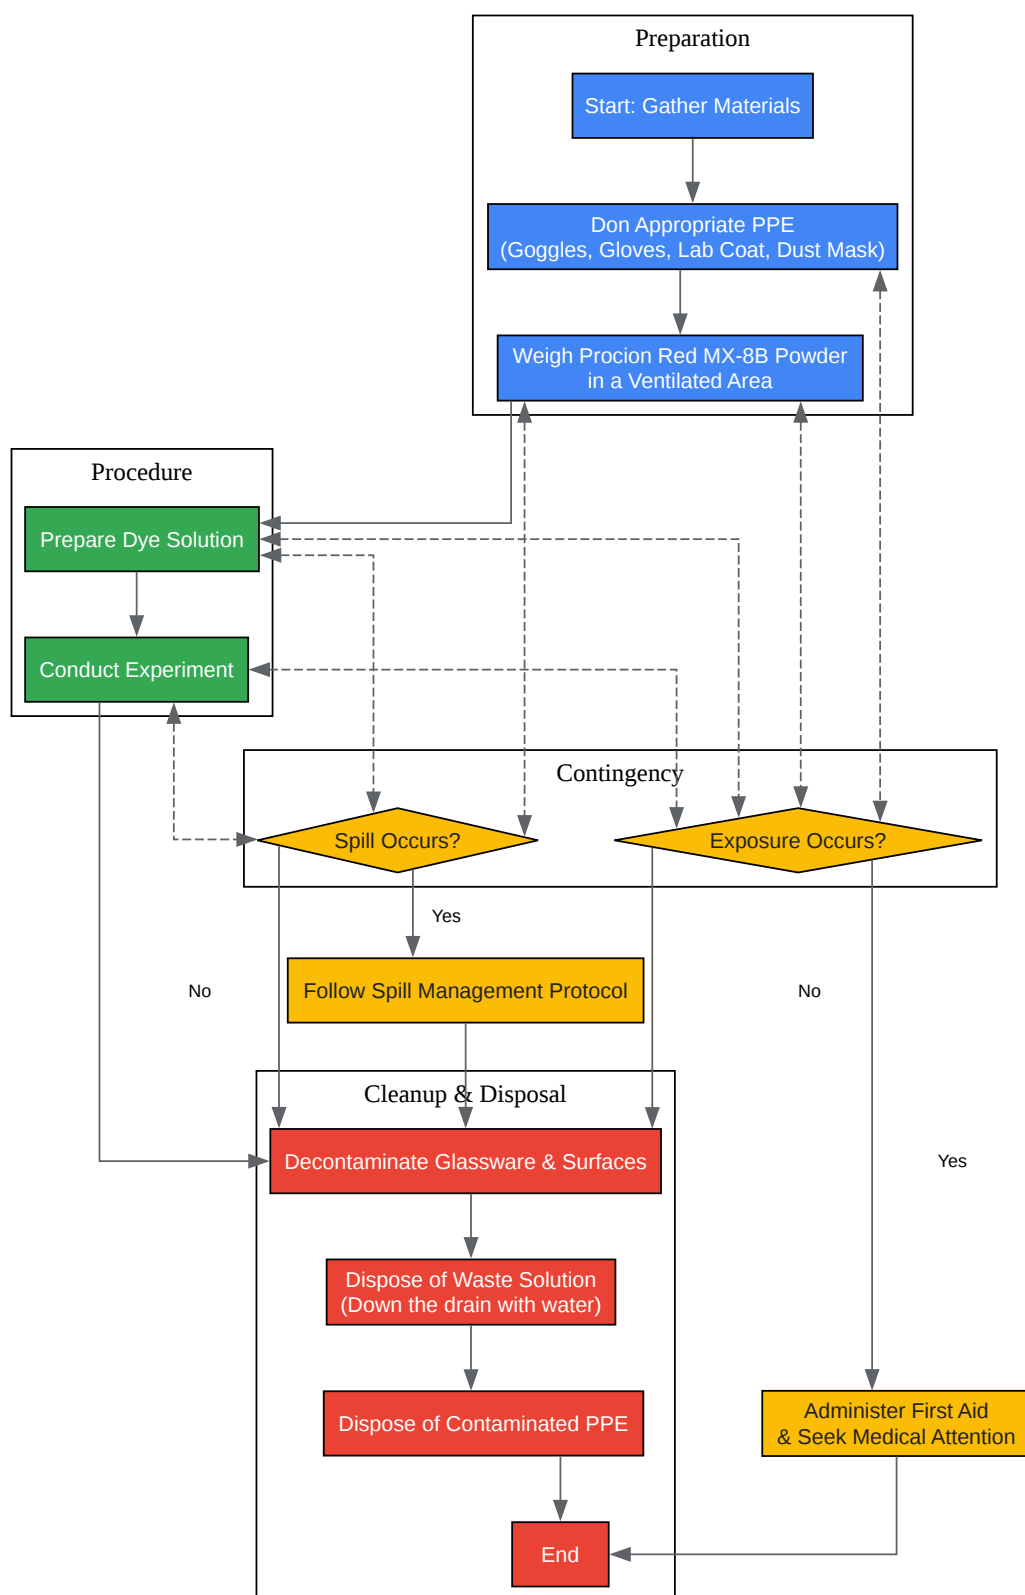 Preparation
Start: Gather Materials
Don Appropriate PPE
(Goggles, Gloves, Lab Coat, Dust Mask)
Weigh Procion Red MX-8B Powder
in a Ventilated Area
Procedure
Prepare Dye Solution
Conduct Experiment
Contingency
Spill Occurs?
Exposure Occurs?
Yes
No
Follow Spill Management Protocol
No
Cleanup & Disposal
Decontaminate Glassware & Surfaces
Yes
Dispose of Waste Solution
(Down the drain with water)
Dispose of Contaminated PPE
Administer First Aid
& Seek Medical Attention
End